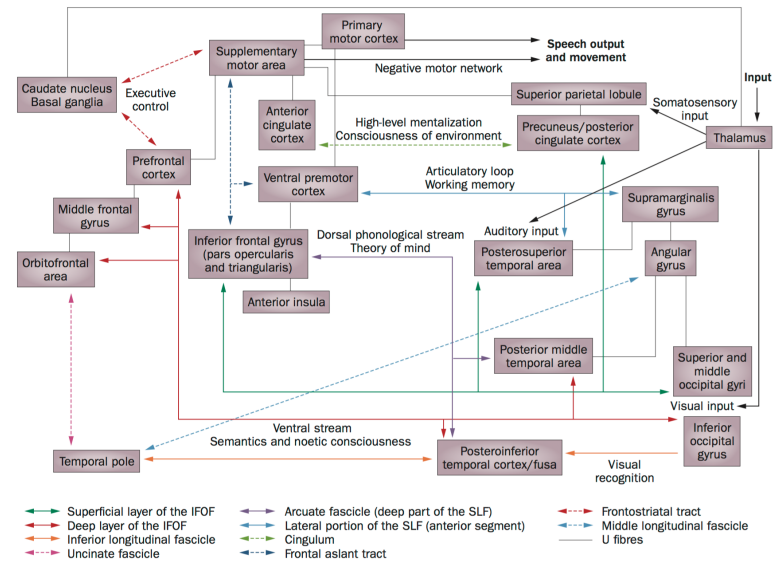 Primary
motor cortex
Supplementary
motor area
Speech output
and movement
Negative motor network
Caudate nucleus
Basal ganglia
Executive
control
Input
Superior parietal lobule
Somatosensory
input
Anterior
cingulate
cortex
High-level mentalization
Consciousness of environment
Precuneus/posterior
cingulate cortex
Thalamus
Prefrontal
cortex
Ventral premotor
cortex
Articulatory loop
Working memory
Middle frontal
gyrus
Supramarginalis
gyrus
Inferior frontal gyrus
(pars opercularis
and triangularis)
Dorsal phonological stream
Theory of mind
Auditory input
Posterosuperior
temporal area
Angular
gyrus
Orbitofrontal
area
Anterior insula
Posterior middle
temporal area
Superior and
middle
occipital gyri
Visual input
Ventral stream
Semantics and noetic consciousness
Inferior
occipital
gyrus
Temporal pole
Posteroinferior
temporal cortex/fusa
Visual
recognition
Superficial layer of the IFOF
Deep layer of the IFOF
Inferior longitudinal fascicle
Uncinate fascicle
Arcuate fascicle (deep part of the SLF)
Lateral portion of the SLF (anterior segment)
Cingulum
Frontal aslant tract
Frontostriatal tract
Middle longitudinal fascicle
U fibres